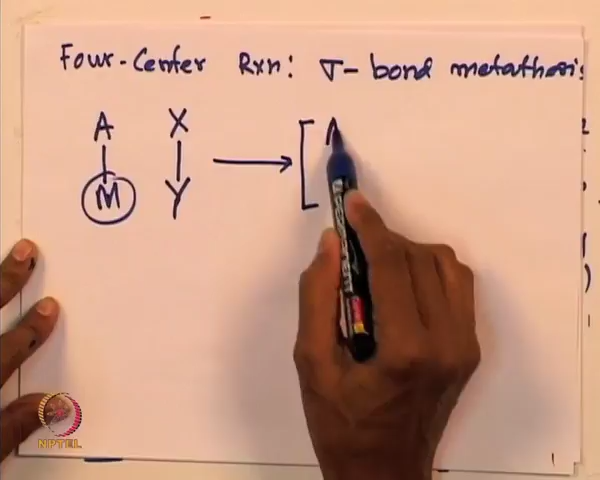 Four-Center Rxn: σ-bond metathesis
A X
M Y
NPTEL